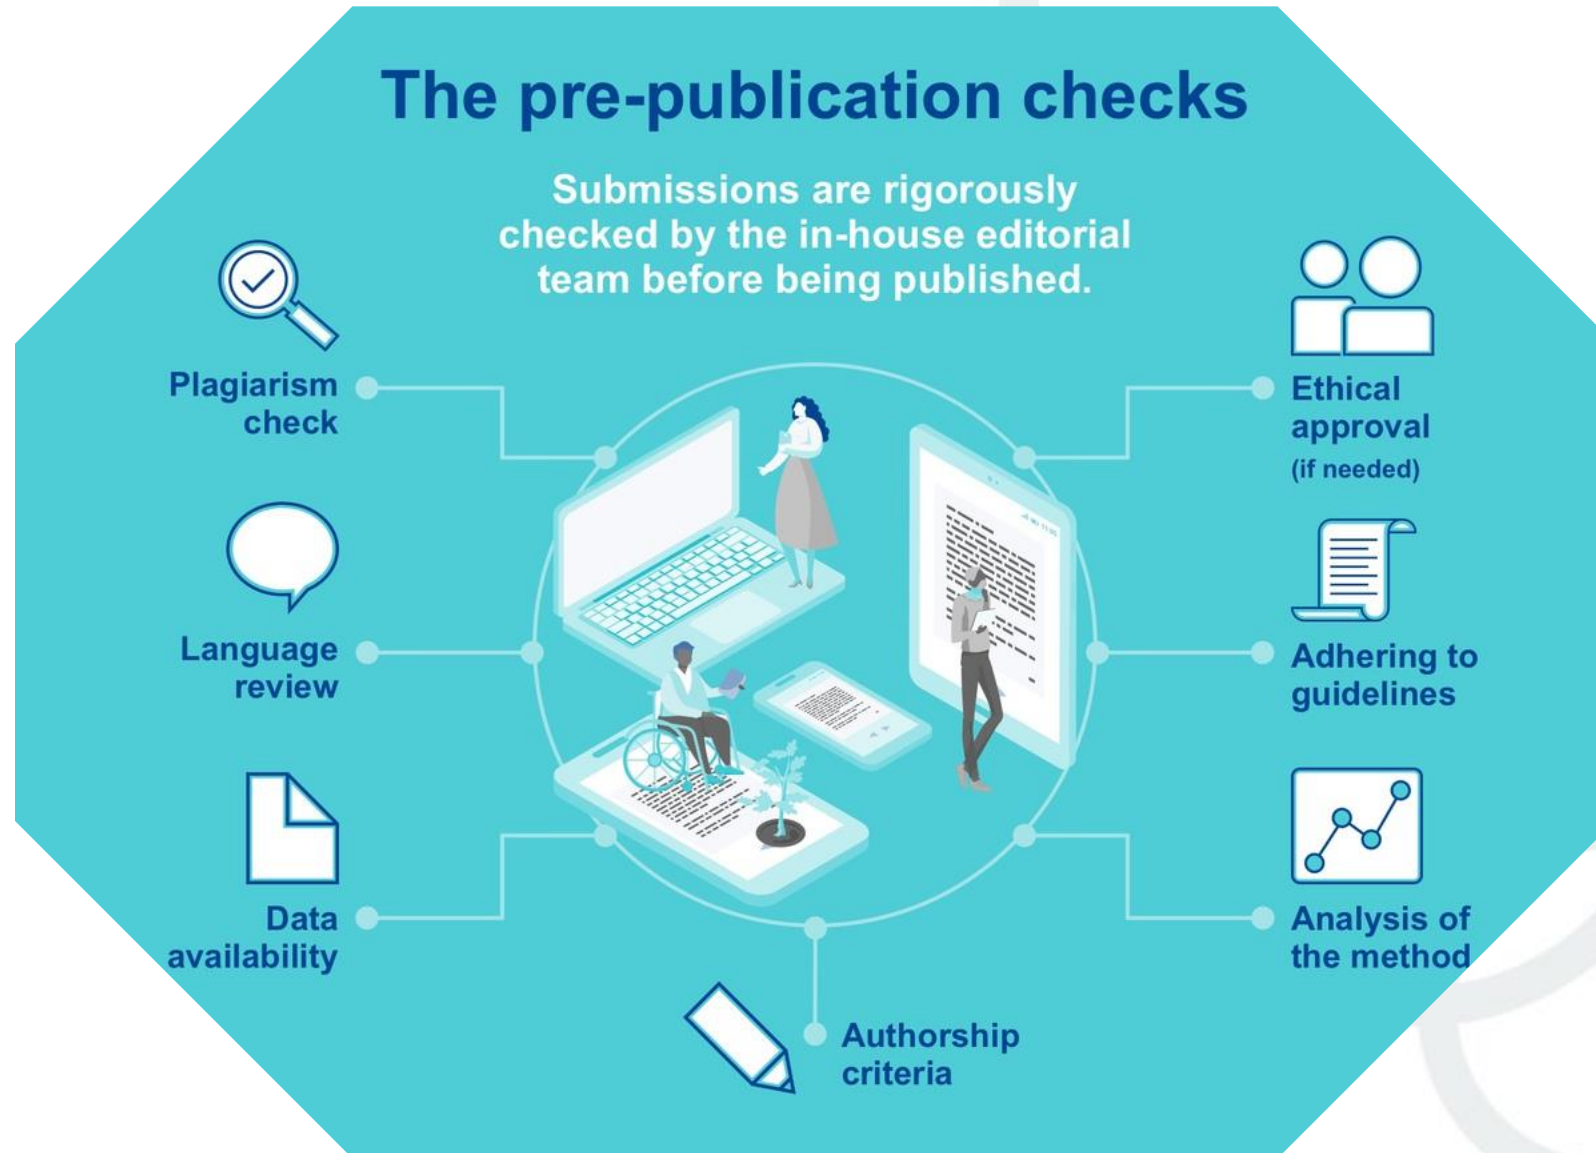 The pre-publication checks
Submissions are rigorously
checked by the in-house editorial
team before being published.
Plagiarism
check
Language
review
Data
availability
Authorship
criteria
Ethical
approval
(if needed)
Adhering to
guidelines
Analysis of
the method